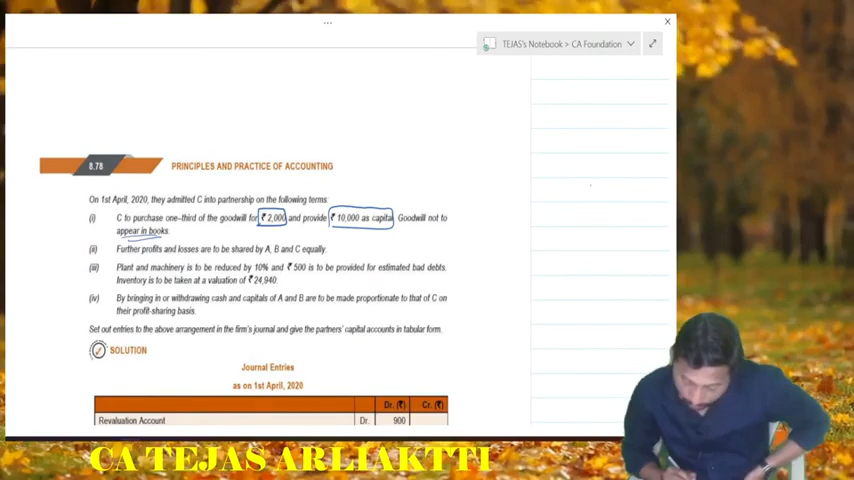 TEJAS's Notebook > CA Foundation
8.78 PRINCIPLES AND PRACTICE OF ACCOUNTING
On 1st April, 2020, they admitted C into partnership on the following terms:
(i) C to purchase one–third of the goodwill for ₹ 2,000 and provide ₹ 10,000 as capital. Goodwill not to
appear in books.
(ii) Further profits and losses are to be shared by A, B and C equally.
(iii) Plant and machinery is to be reduced by 10% and ₹ 500 is to be provided for estimated bad debts.
Inventory is to be taken at a valuation of ₹ 24,940.
(iv) By bringing in or withdrawing cash and capitals of A and B are to be made proportionate to that of C on
their profit-sharing basis.
Set out entries to the above arrangement in the firm's journal and give the partners' capital accounts in tabular form.
SOLUTION
Journal Entries
as on 1st April, 2020
Dr. (₹) Cr. (₹)
Revaluation Account Dr. 900
CA TEJAS ARLIAKTTI